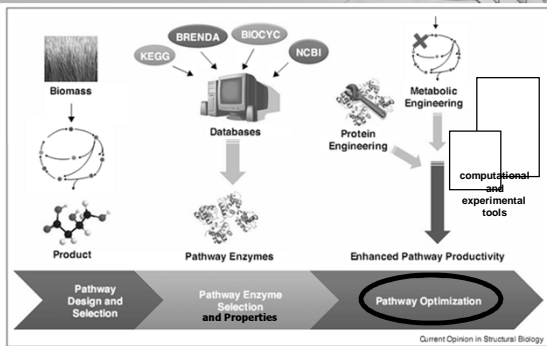 BRENDA
BIOCYC
KEGG
NCBI
Biomass
Databases
Metabolic
Engineering
Protein
Engineering
computational
and
experimental
tools
Product
Pathway Enzymes
Enhanced Pathway Productivity
Pathway
Design and
Selection
Pathway Enzyme
Selection
and Properties
Pathway Optimization
Current Opinion in Structural Biology